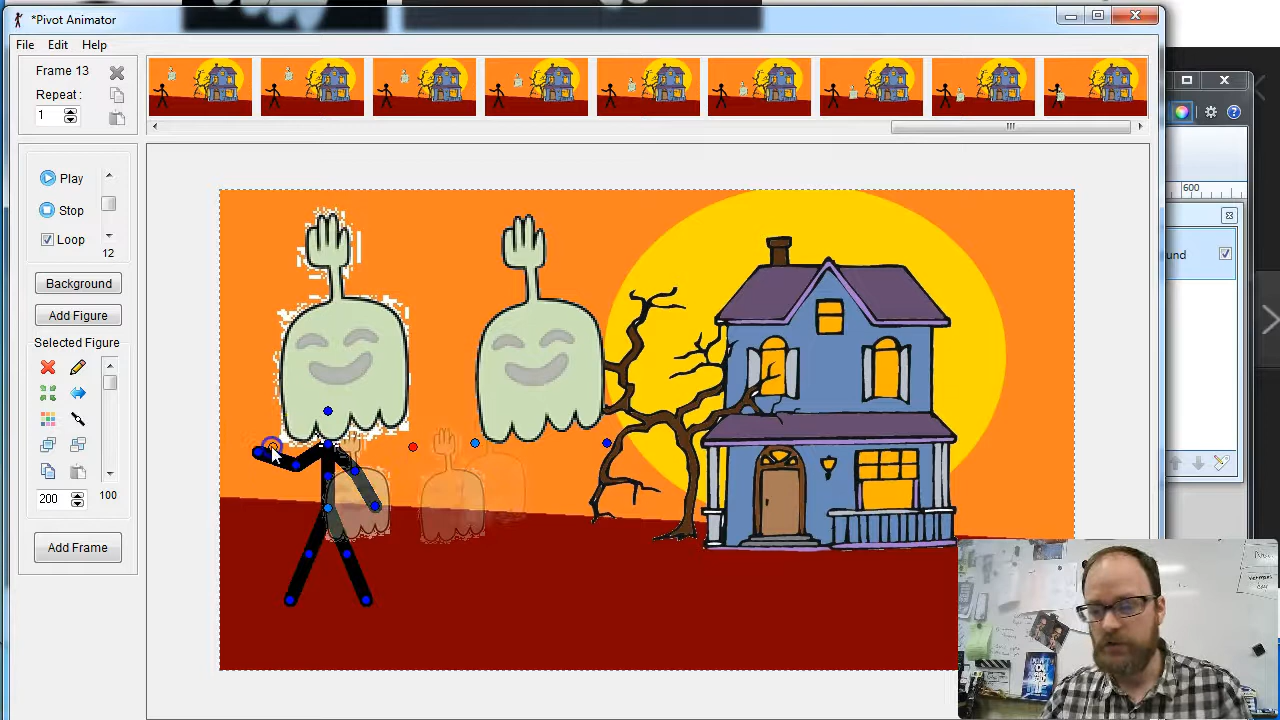 *Pivot Animator
File Edit Help
Frame 13
Repeat :
1
Play
Stop
Loop
12
Background
Add Figure
Selected Figure
200
100
Add Frame
600
und